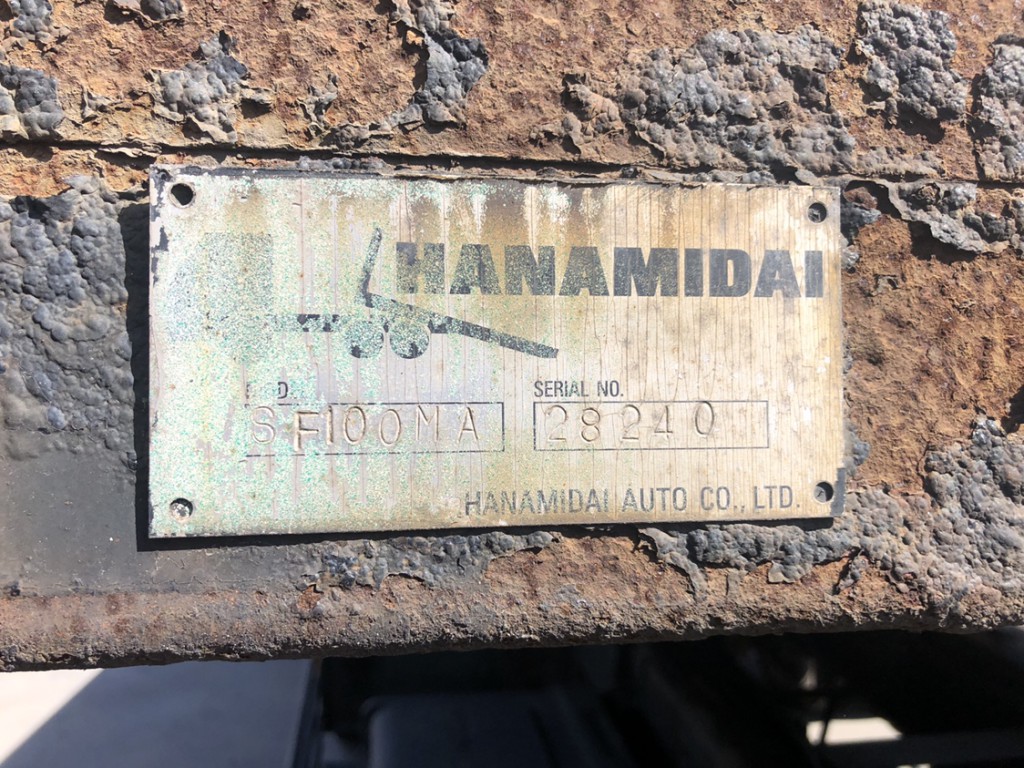 HANAMIDAI
SERIAL NO.
SF100MA 28240
HANAMIDAI AUTO CO., LTD.